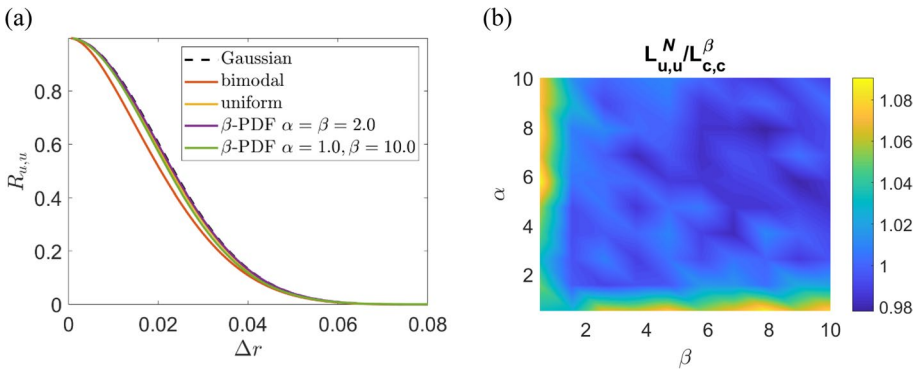 (a)
R_{u,u}
0.8
0.6
0.4
0.2
0
0 0.02 0.04 0.06 0.08
Δr
Gaussian
bimodal
uniform
β-PDF α = β = 2.0
β-PDF α = 1.0, β = 10.0
(b)
L^N_{u,u}/L^β_{c,c}
10
8
6
4
2
α
2 4 6 8 10
β
1.08
1.06
1.04
1.02
1
0.98